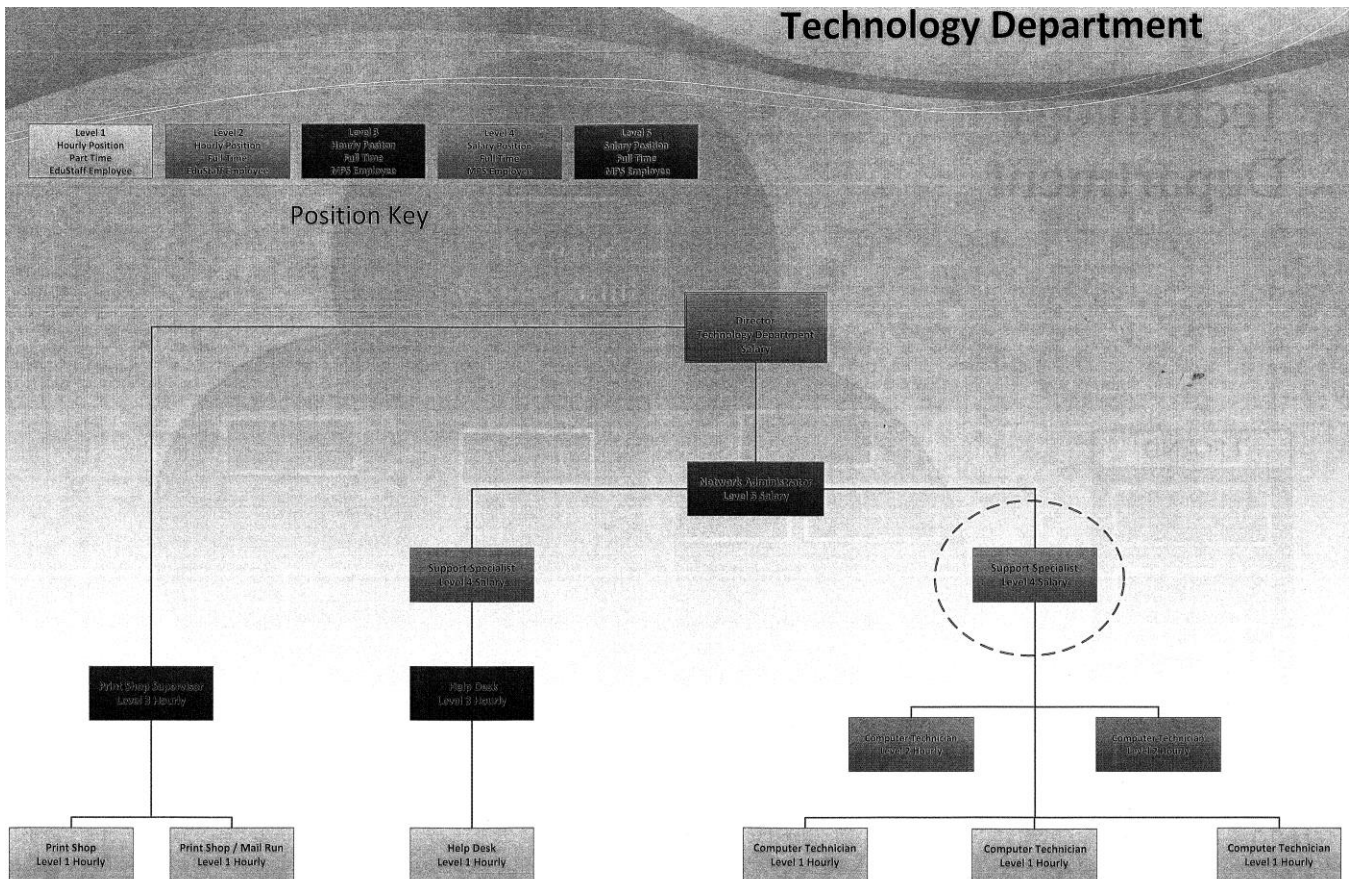 Technology Department
Level 1
Hourly Position
Part Time
EduStaff Employee
Level 2
Hourly Position
Full Time
EduStaff Employee
Level 3
Hourly Position
Full Time
MPS Employee
Level 4
Salary Position
Full Time
MPS Employee
Level 5
Salary Position
Full Time
MPS Employee
Position Key
Director
Technology Department
Salary
Network Administrator
Level 5 Salary
Support Specialist
Level 4 Salary
Support Specialist
Level 4 Salary
Print Shop Supervisor
Level 3 Hourly
Help Desk
Level 3 Hourly
Computer Technician
Level 2 Hourly
Computer Technician
Level 2 Hourly
Print Shop
Level 1 Hourly
Print Shop / Mail Run
Level 1 Hourly
Help Desk
Level 1 Hourly
Computer Technician
Level 1 Hourly
Computer Technician
Level 1 Hourly
Computer Technician
Level 1 Hourly